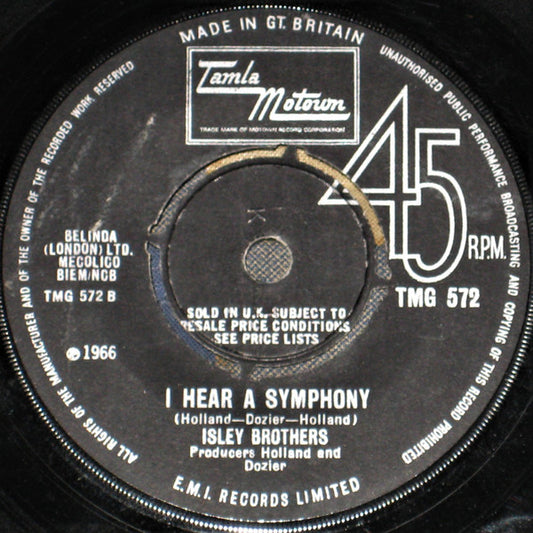 MADE IN GT. BRITAIN
Tamla
Motown
TRADE MARK OF MOTOWN RECORD CORPORATION
45
R.P.M.
TMG 572
BELINDA
(LONDON) LTD.
MECOLICO
BIEM/NCB
TMG 572 B
℗ 1966
K
SOLD IN U.K. SUBJECT TO
RESALE PRICE CONDITIONS
SEE PRICE LISTS
I HEAR A SYMPHONY
(Holland—Dozier—Holland)
ISLEY BROTHERS
Producers Holland and
Dozier
E.M.I. RECORDS LIMITED
ALL RIGHTS OF THE MANUFACTURER AND OF THE OWNER OF THE RECORDED WORK RESERVED
UNAUTHORISED PUBLIC PERFORMANCE BROADCASTING AND COPYING OF THIS RECORD PROHIBITED